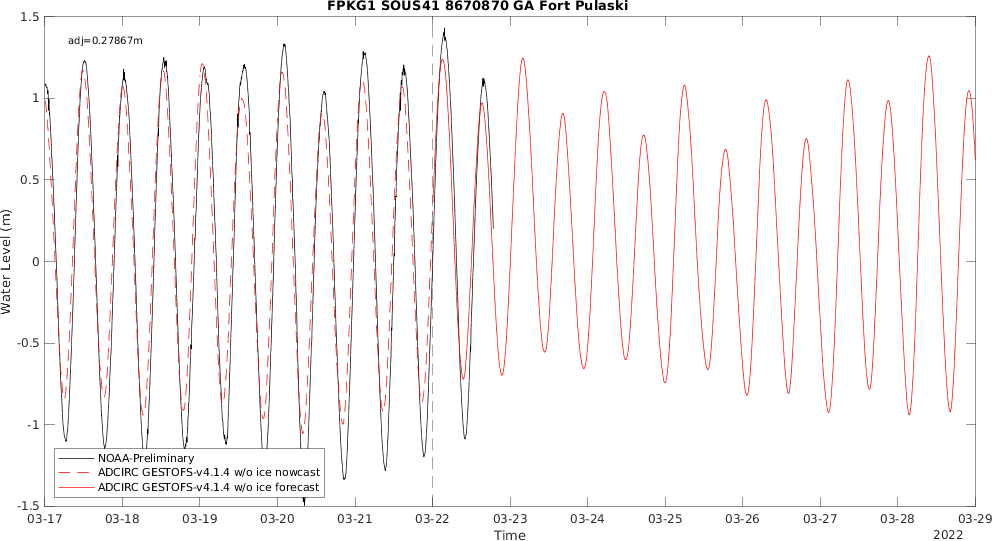 FPKG1 SOUS41 8670870 GA Fort Pulaski
adj=0.27867m
Water Level (m)
1.5
1
0.5
0
-0.5
-1
-1.5
NOAA-Preliminary
ADCIRC GESTOFS-v4.1.4 w/o ice nowcast
ADCIRC GESTOFS-v4.1.4 w/o ice forecast
03-17 03-18 03-19 03-20 03-21 03-22 03-23 03-24 03-25 03-26 03-27 03-28 03-29
Time
2022